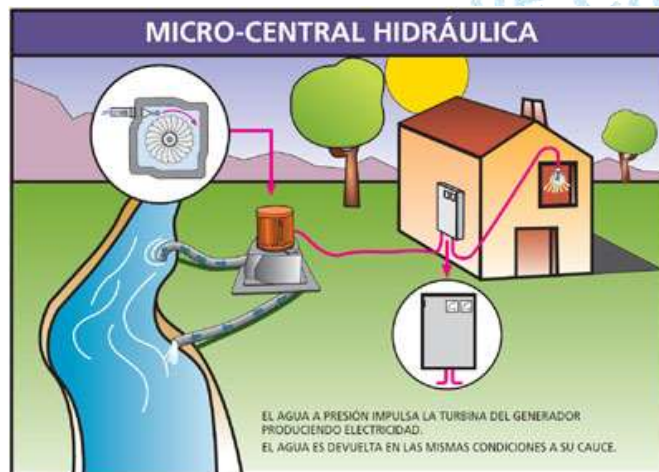 MICRO-CENTRAL HIDRÁULICA
EL AGUA A PRESIÓN IMPULSA LA TURBINA DEL GENERADOR
PRODUCIENDO ELECTRICIDAD.
EL AGUA ES DEVUELTA EN LAS MISMAS CONDICIONES A SU CAUCE.